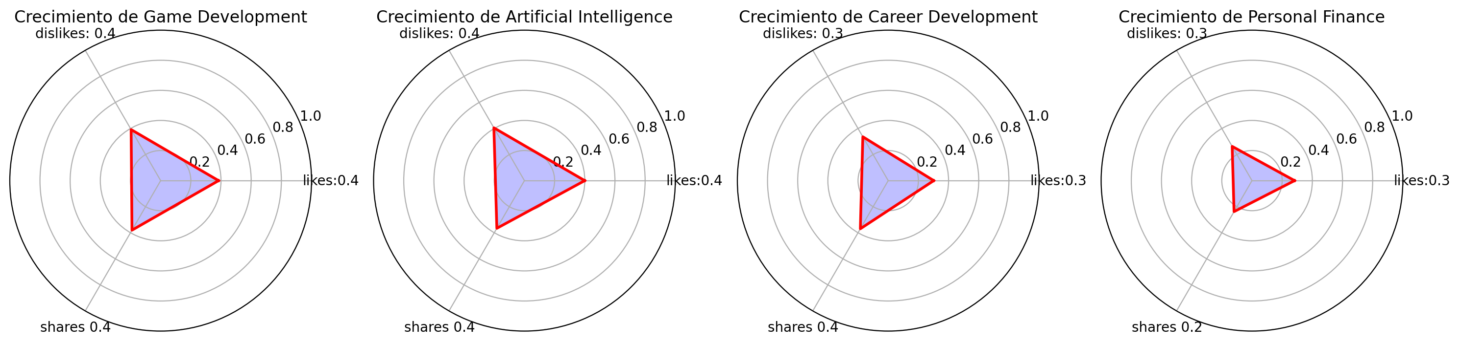 Crecimiento de Game Development
dislikes: 0.4
1.0
0.8
0.6
0.4
0.2
likes:0.4
shares 0.4
Crecimiento de Artificial Intelligence
dislikes: 0.4
1.0
0.8
0.6
0.4
0.2
likes:0.4
shares 0.4
Crecimiento de Career Development
dislikes: 0.3
1.0
0.8
0.6
0.4
0.2
likes:0.3
shares 0.4
Crecimiento de Personal Finance
dislikes: 0.3
1.0
0.8
0.6
0.4
0.2
likes:0.3
shares 0.2